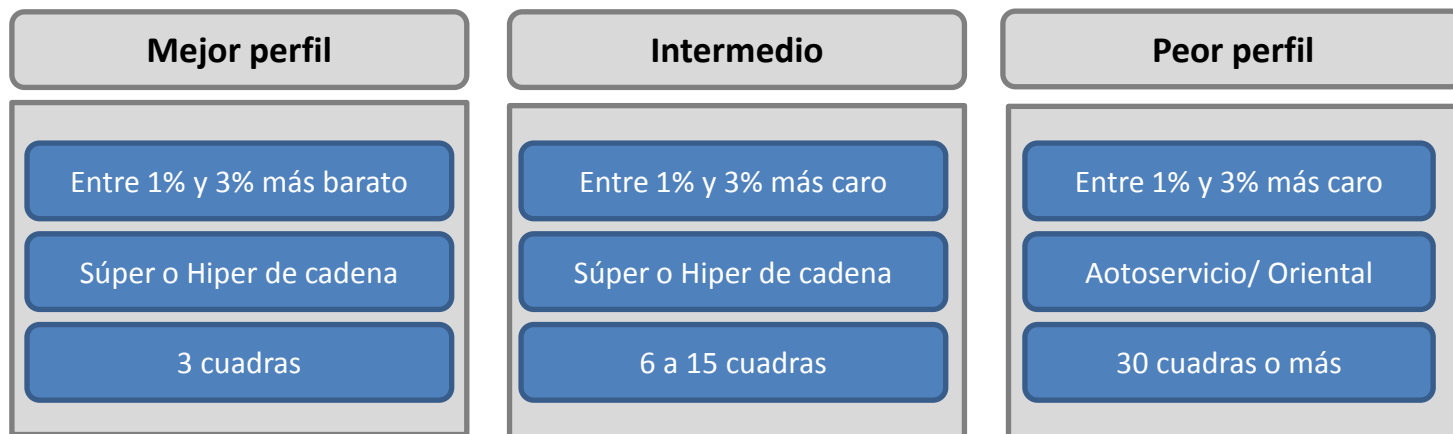 Mejor perfil
Entre 1% y 3% más barato
Súper o Hiper de cadena
3 cuadras
Intermedio
Entre 1% y 3% más caro
Súper o Hiper de cadena
6 a 15 cuadras
Peor perfil
Entre 1% y 3% más caro
Aotoservicio/ Oriental
30 cuadras o más